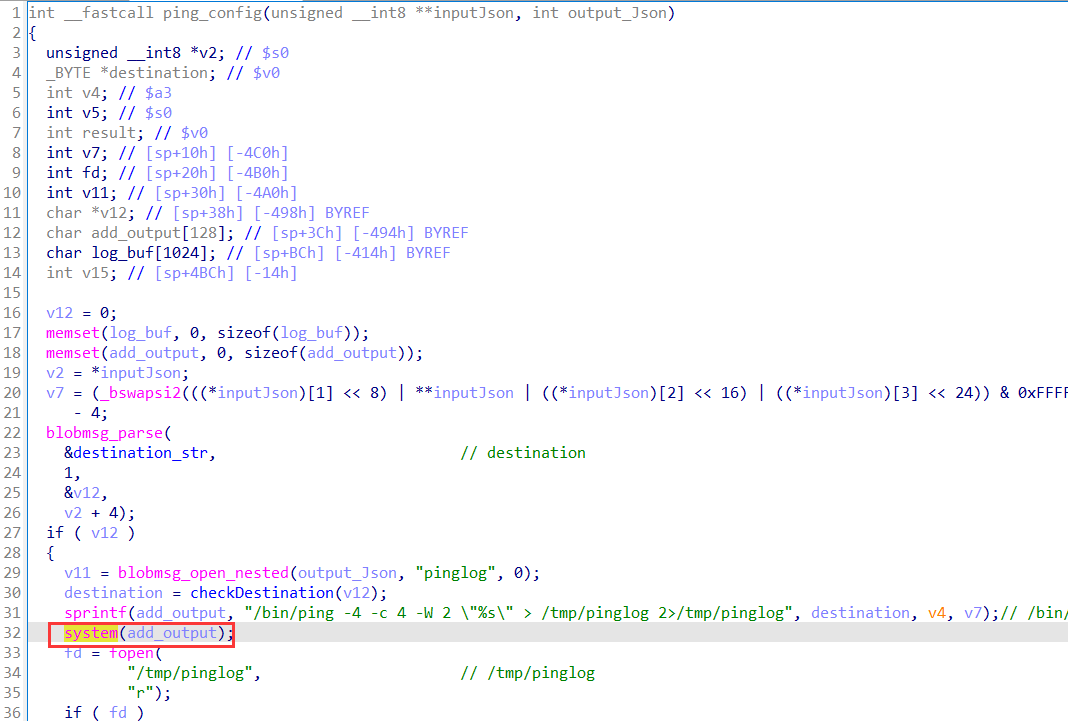 1 int __fastcall ping_config(unsigned __int8 **inputJson, int output_Json)
2 {
3 unsigned __int8 *v2; // $s0
4 _BYTE *destination; // $v0
5 int v4; // $a3
6 int v5; // $s0
7 int result; // $v0
8 int v7; // [sp+10h] [-4C0h]
9 int fd; // [sp+20h] [-4B0h]
10 int v11; // [sp+30h] [-4A0h]
11 char *v12; // [sp+38h] [-498h] BYREF
12 char add_output[128]; // [sp+3Ch] [-494h] BYREF
13 char log_buf[1024]; // [sp+BCh] [-414h] BYREF
14 int v15; // [sp+4BCh] [-14h]
15
16 v12 = 0;
17 memset(log_buf, 0, sizeof(log_buf));
18 memset(add_output, 0, sizeof(add_output));
19 v2 = *inputJson;
20 v7 = (_bswapsi2(((*inputJson)[1] << 8) | **inputJson | ((*inputJson)[2] << 16) | ((*inputJson)[3] << 24)) & 0xFFFF
21 - 4;
22 blobmsg_parse(
23 &destination_str, // destination
24 1,
25 &v12,
26 v2 + 4);
27 if ( v12 )
28 {
29 v11 = blobmsg_open_nested(output_Json, "pinglog", 0);
30 destination = checkDestination(v12);
31 sprintf(add_output, "/bin/ping -4 -c 4 -W 2 \"%s\" > /tmp/pinglog 2>/tmp/pinglog", destination, v4, v7);// /bin/
32 system(add_output);
33 fd = fopen(
34 "/tmp/pinglog", // /tmp/pinglog
35 "r");
36 if ( fd )